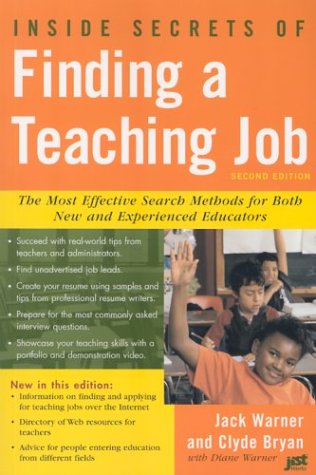 INSIDE SECRETS OF
Finding a
Teaching Job
SECOND EDITION
The Most Effective Search Methods for Both
New and Experienced Educators
• Succeed with real-world tips from
teachers and administrators.
• Find unadvertised job leads.
• Create your resume using samples and
tips from professional resume writers.
• Prepare for the most commonly asked
interview questions.
• Showcase your teaching skills with a
portfolio and demonstration video.
New in this edition:
• Information on finding and applying
for teaching jobs over the Internet
• Directory of Web resources for
teachers
• Advice for people entering education
from different fields
Jack Warner
and Clyde Bryan
with Diane Warner
jist
Works